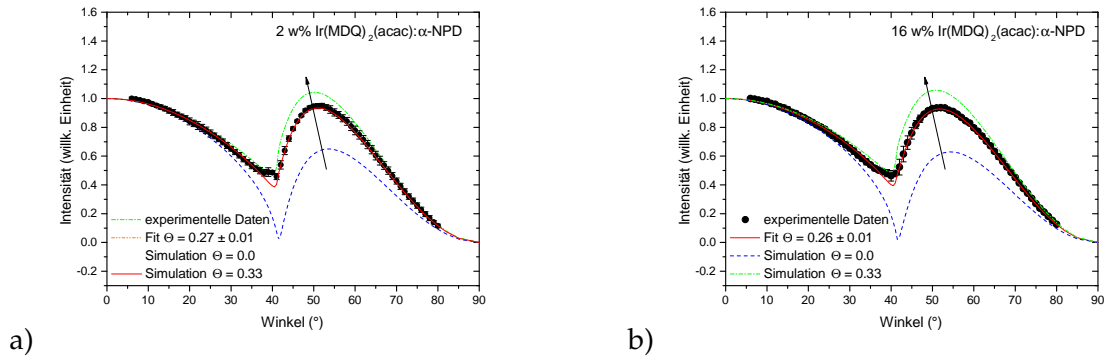 2 w% Ir(MDQ)₂(acac):α-NPD
Intensität (willk. Einheit)
1.6
1.4
1.2
1.0
0.8
0.6
0.4
0.2
0.0
-0.2
experimentelle Daten
Fit Θ = 0.27 ± 0.01
Simulation Θ = 0.0
Simulation Θ = 0.33
0 10 20 30 40 50 60 70 80 90
Winkel (°)
a)
16 w% Ir(MDQ)₂(acac):α-NPD
Intensität (willk. Einheit)
1.6
1.4
1.2
1.0
0.8
0.6
0.4
0.2
0.0
-0.2
experimentelle Daten
Fit Θ = 0.26 ± 0.01
Simulation Θ = 0.0
Simulation Θ = 0.33
0 10 20 30 40 50 60 70 80 90
Winkel (°)
b)